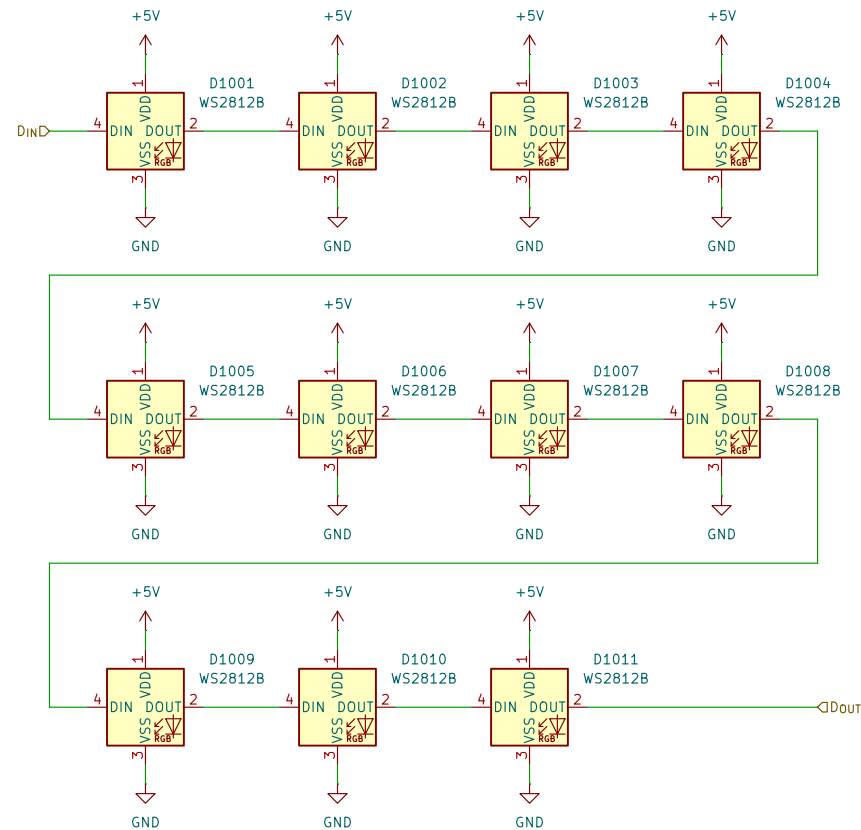 +5V +5V +5V +5V
D1001 D1002 D1003 D1004
WS2812B WS2812B WS2812B WS2812B
1 1 1 1
VDD VDD VDD VDD
DIN 4 DIN DOUT 2 4 DIN DOUT 2 4 DIN DOUT 2 4 DIN DOUT 2
VSS VSS VSS VSS
RGB RGB RGB RGB
3 3 3 3
GND GND GND GND
+5V +5V +5V +5V
D1005 D1006 D1007 D1008
WS2812B WS2812B WS2812B WS2812B
1 1 1 1
VDD VDD VDD VDD
4 DIN DOUT 2 4 DIN DOUT 2 4 DIN DOUT 2 4 DIN DOUT 2
VSS VSS VSS VSS
RGB RGB RGB RGB
3 3 3 3
GND GND GND GND
+5V +5V +5V
D1009 D1010 D1011
WS2812B WS2812B WS2812B
1 1 1
VDD VDD VDD
4 DIN DOUT 2 4 DIN DOUT 2 4 DIN DOUT 2 DOUT
VSS VSS VSS
RGB RGB RGB
3 3 3
GND GND GND